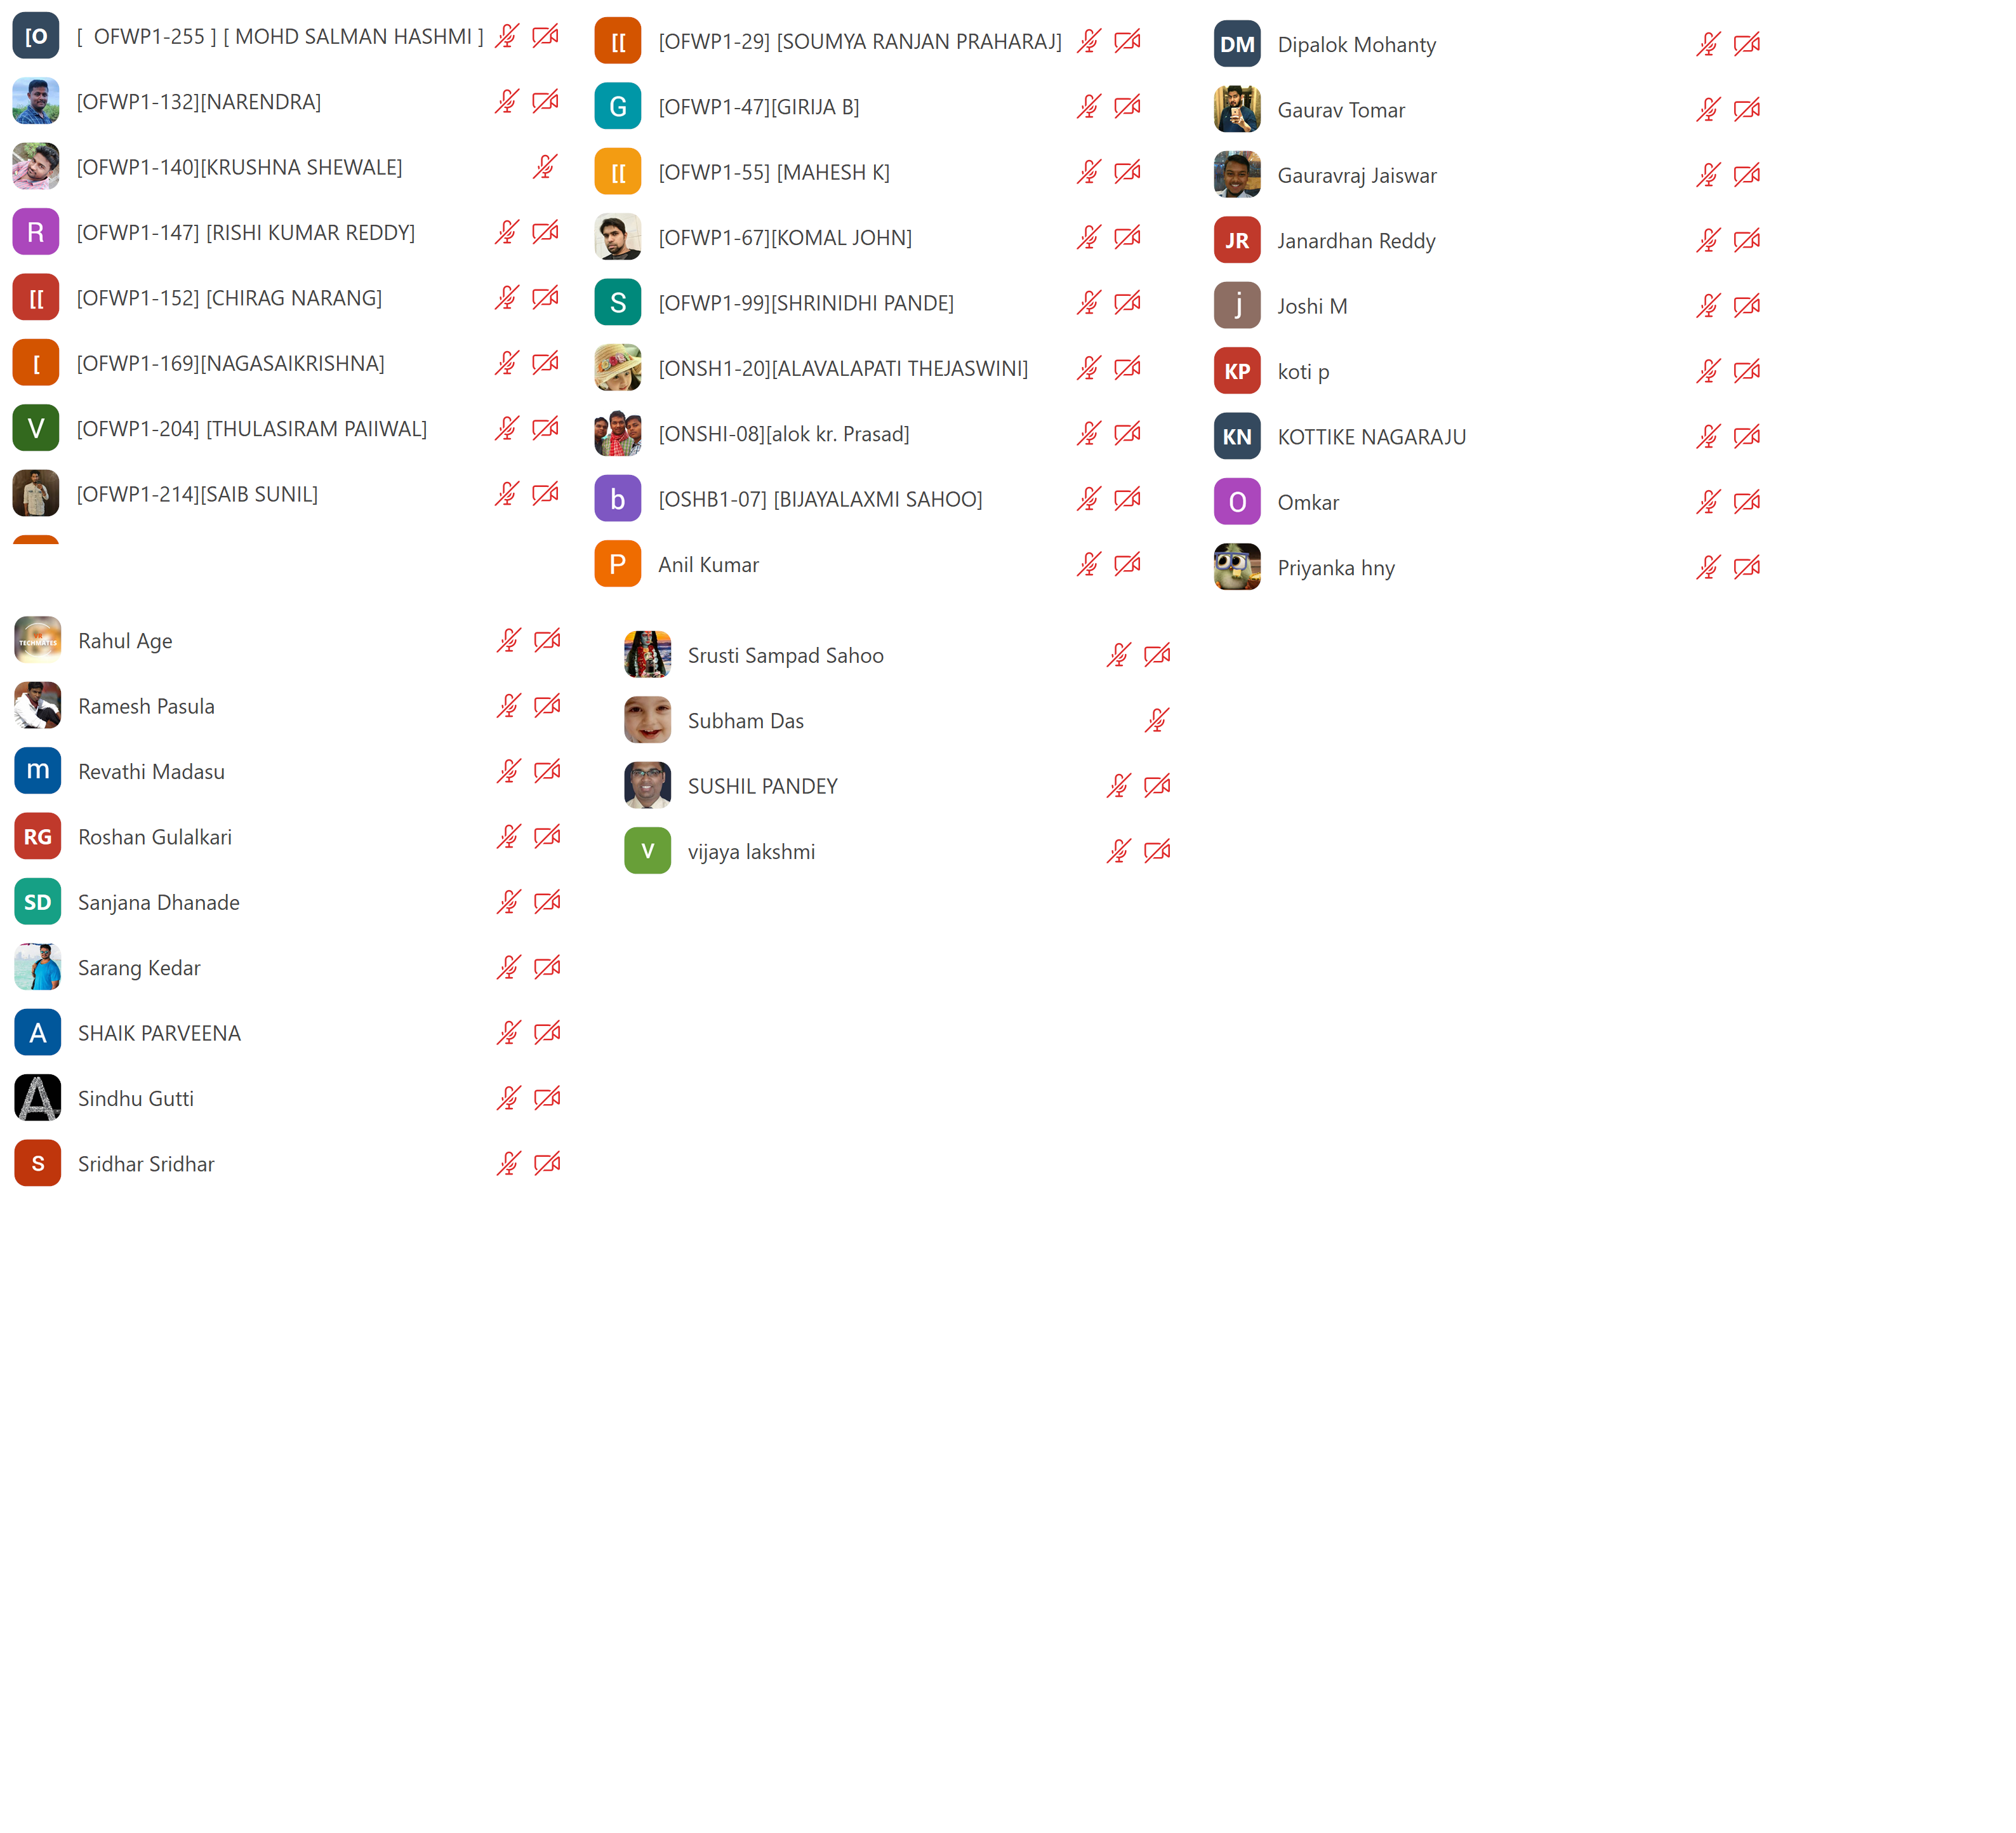 [O [ OFWP1-255 ] [ MOHD SALMAN HASHMI ]
[OFWP1-132][NARENDRA]
[OFWP1-140][KRUSHNA SHEWALE]
R [OFWP1-147] [RISHI KUMAR REDDY]
[[ [OFWP1-152] [CHIRAG NARANG]
[ [OFWP1-169][NAGASAIKRISHNA]
V [OFWP1-204] [THULASIRAM PAIIWAL]
[OFWP1-214][SAIB SUNIL]
[[ [OFWP1-29] [SOUMYA RANJAN PRAHARAJ]
G [OFWP1-47][GIRIJA B]
[[ [OFWP1-55] [MAHESH K]
[OFWP1-67][KOMAL JOHN]
S [OFWP1-99][SHRINIDHI PANDE]
[ONSH1-20][ALAVALAPATI THEJASWINI]
[ONSHI-08][alok kr. Prasad]
b [OSHB1-07] [BIJAYALAXMI SAHOO]
P Anil Kumar
DM Dipalok Mohanty
Gaurav Tomar
Gauravraj Jaiswar
JR Janardhan Reddy
j Joshi M
KP koti p
KN KOTTIKE NAGARAJU
O Omkar
Priyanka hny
TECHMATES Rahul Age
Ramesh Pasula
m Revathi Madasu
RG Roshan Gulalkari
SD Sanjana Dhanade
Sarang Kedar
A SHAIK PARVEENA
A Sindhu Gutti
s Sridhar Sridhar
Srusti Sampad Sahoo
Subham Das
SUSHIL PANDEY
v vijaya lakshmi